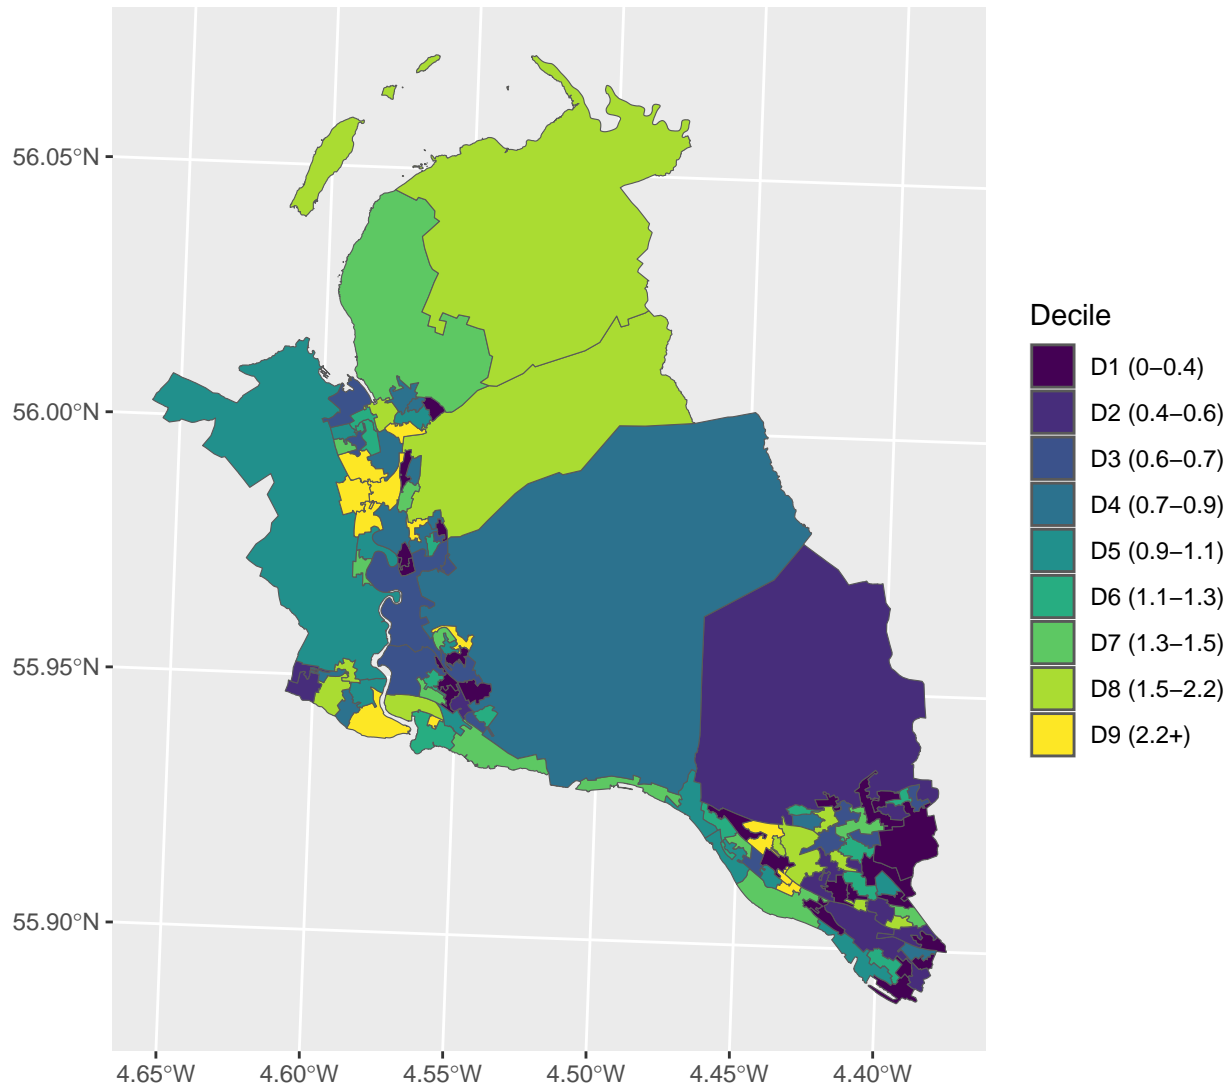 56.05°N
56.00°N
55.95°N
55.90°N
4.65°W
4.60°W
4.55°W
4.50°W
4.45°W
4.40°W
Decile
D1 (0–0.4)
D2 (0.4–0.6)
D3 (0.6–0.7)
D4 (0.7–0.9)
D5 (0.9–1.1)
D6 (1.1–1.3)
D7 (1.3–1.5)
D8 (1.5–2.2)
D9 (2.2+)